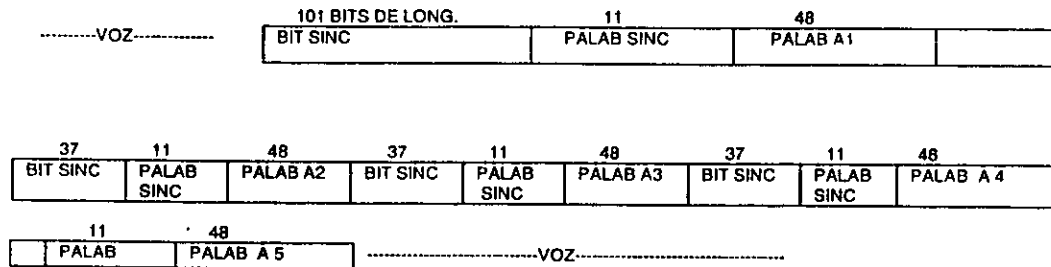 101 BITS DE LONG. 11 48
---------VOZ-------------- BIT SINC PALAB SINC PALAB A1
37 11 48 37 11 48 37 11 48
BIT SINC PALAB SINC PALAB A2 BIT SINC PALAB SINC PALAB A3 BIT SINC PALAB SINC PALAB A 4
11 48
PALAB PALAB A 5 -----------------------------VOZ-----------------------------------